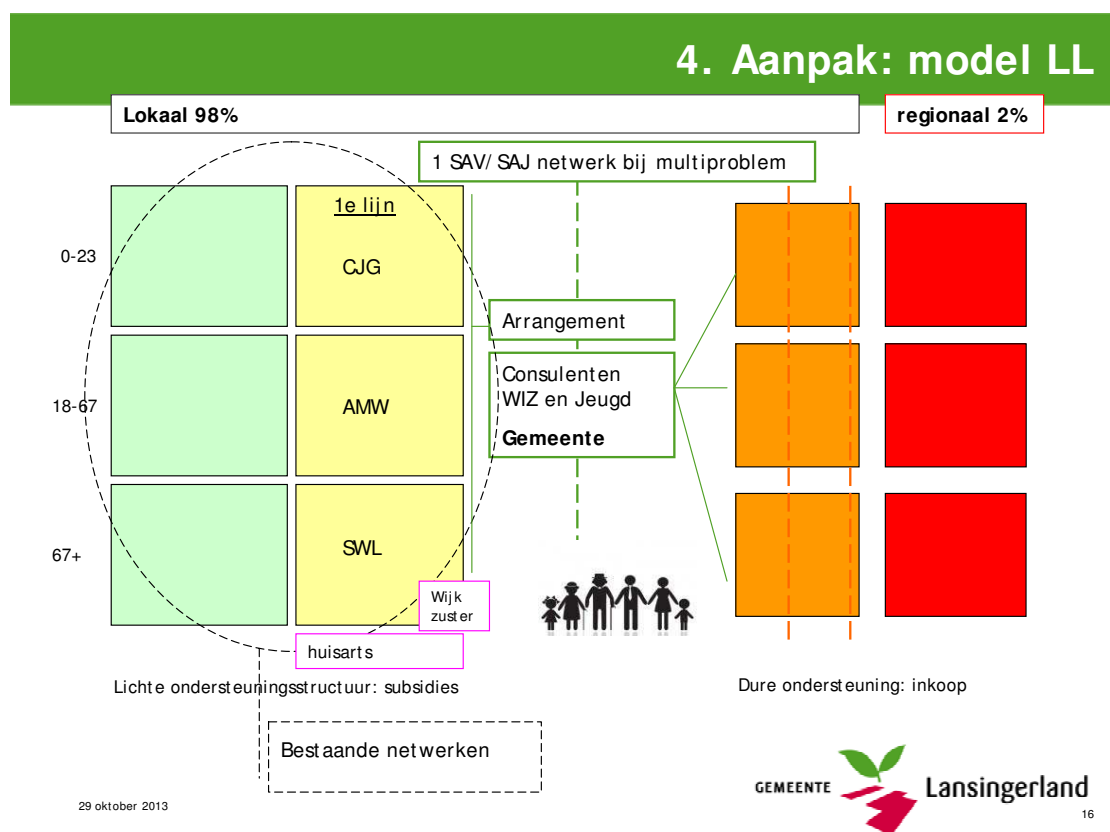 4. Aanpak: model LL
Lokaal 98%
regionaal 2%
1 SAV/ SAJ netwerk bij multiproblem
1e lijn
0-23
CJG
Arrangement
Consulenten
WIZ en Jeugd
Gemeente
18-67
AMW
67+
SWL
Wijk
zuster
huisarts
Lichte ondersteuningsstructuur: subsidies
Dure ondersteuning: inkoop
Bestaande netwerken
GEMEENTE Lansingerland
29 oktober 2013
16